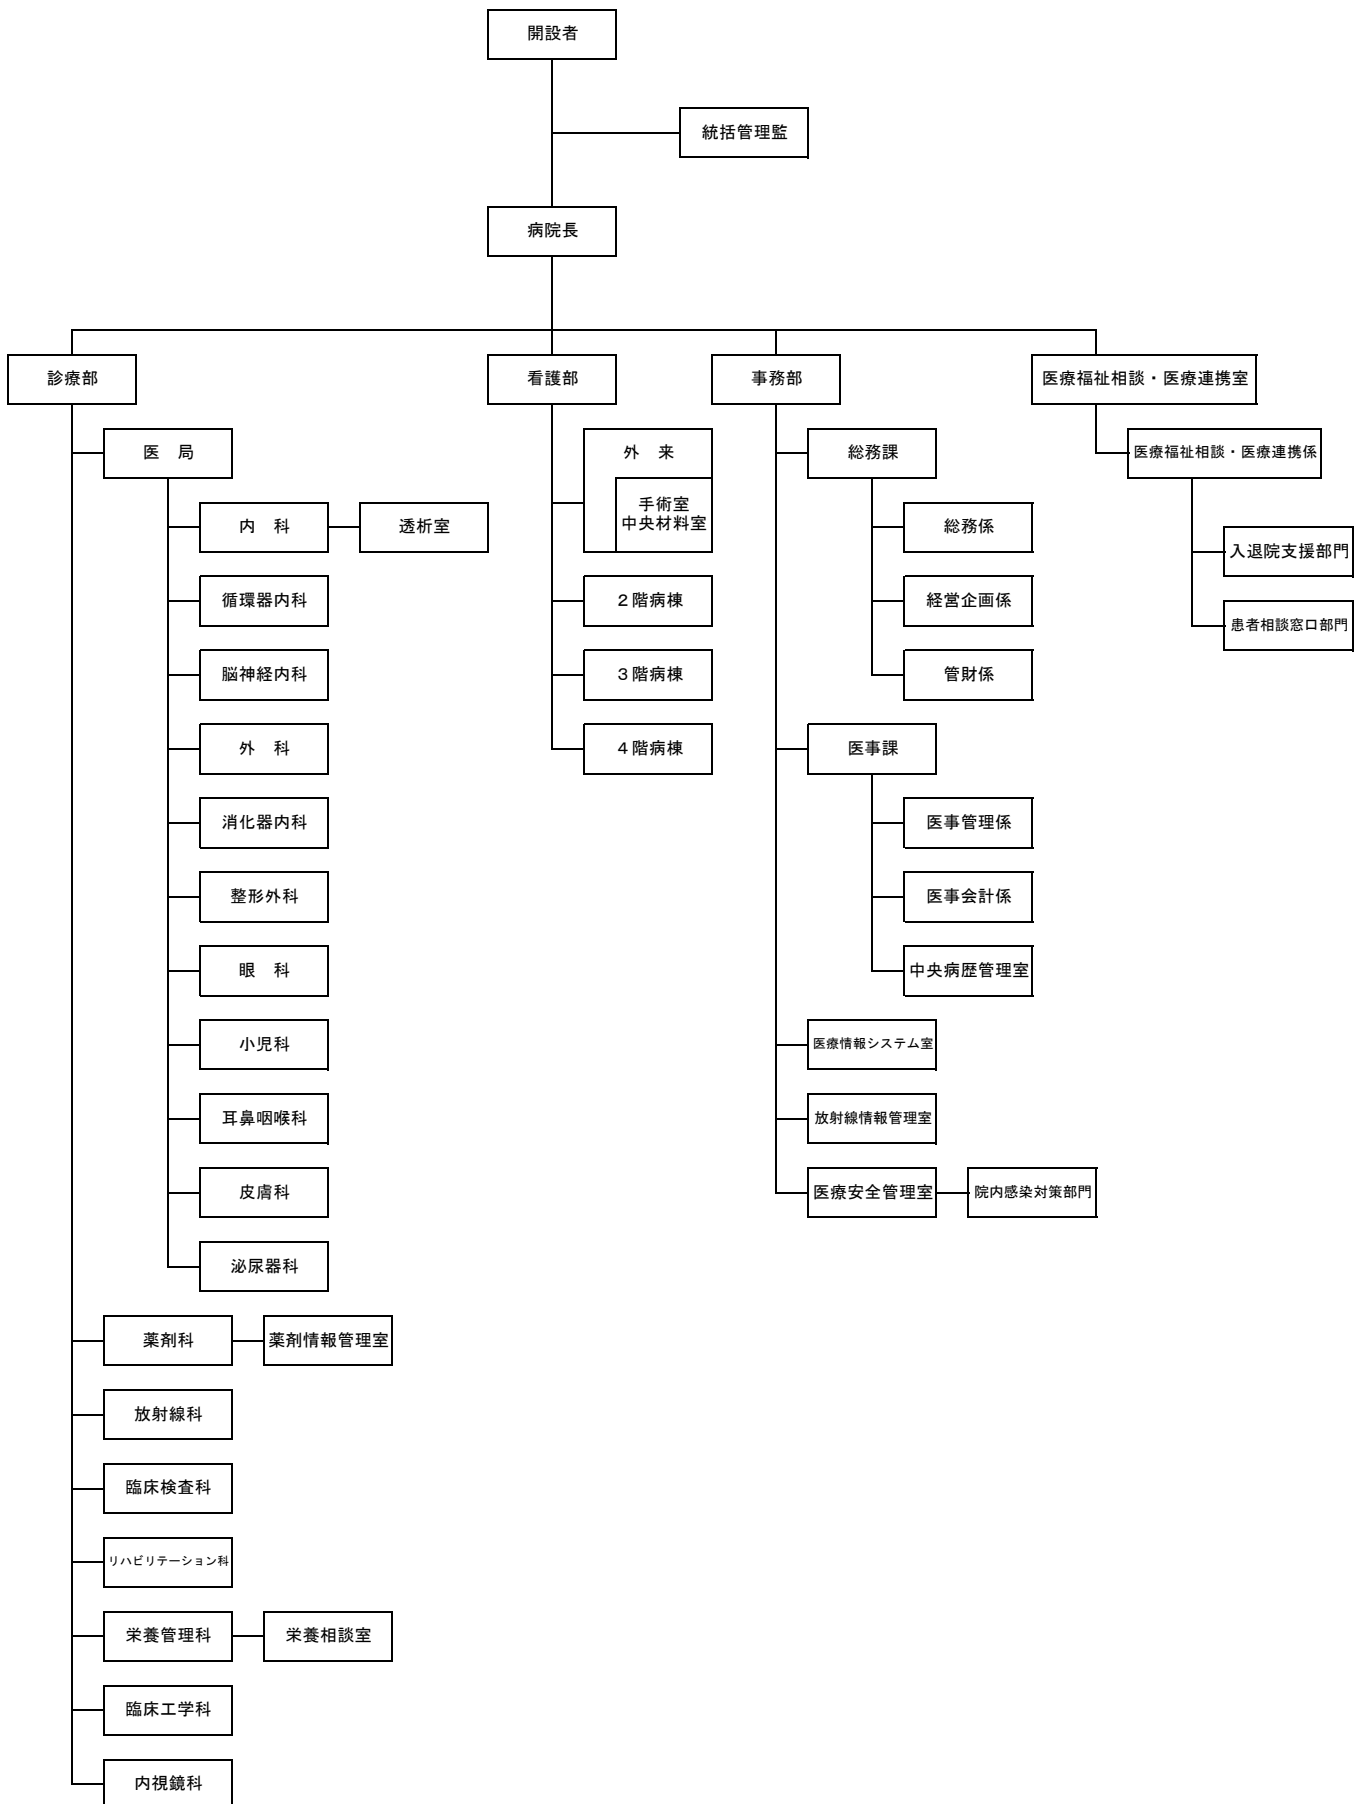 開設者
統括管理監
病院長
診療部
看護部
事務部
医療福祉相談・医療連携室
医　局
外　来
総務課
医療福祉相談・医療連携係
内　科
透析室
手術室
中央材料室
総務係
入退院支援部門
循環器内科
２階病棟
経営企画係
患者相談窓口部門
脳神経内科
３階病棟
管財係
外　科
４階病棟
医事課
消化器内科
医事管理係
整形外科
医事会計係
眼　科
中央病歴管理室
小児科
医療情報システム室
耳鼻咽喉科
放射線情報管理室
皮膚科
医療安全管理室
院内感染対策部門
泌尿器科
薬剤科
薬剤情報管理室
放射線科
臨床検査科
リハビリテーション科
栄養管理科
栄養相談室
臨床工学科
内視鏡科